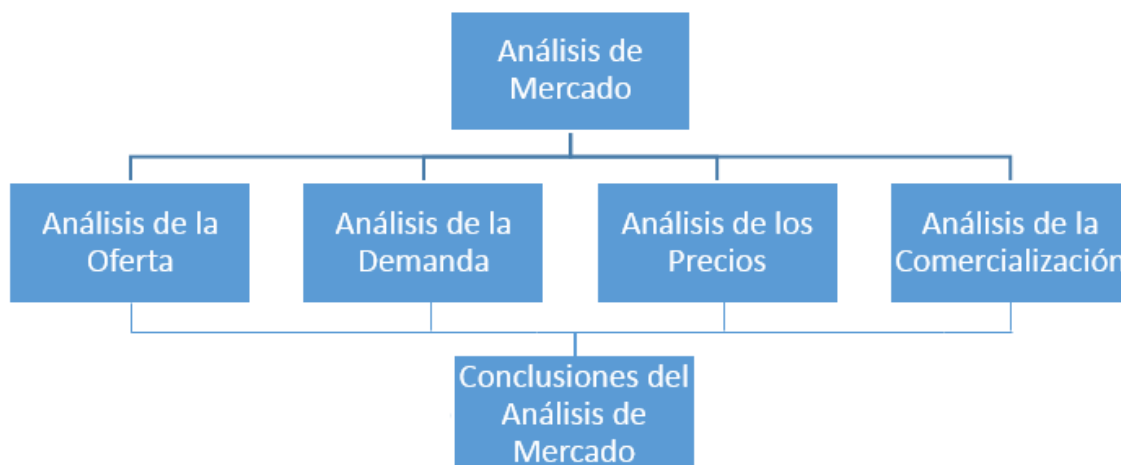 Análisis de
Mercado
Análisis de la
Oferta
Análisis de la
Demanda
Análisis de los
Precios
Análisis de la
Comercialización
Conclusiones del
Análisis de
Mercado